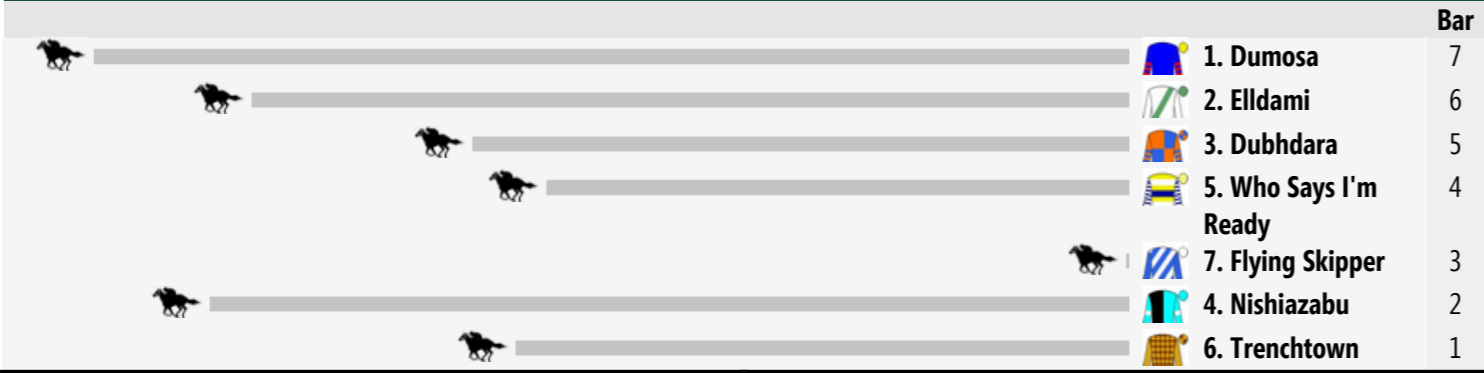 Bar
1. Dumosa 7
2. Elldami 6
3. Dubhdara 5
5. Who Says I'm 4
Ready
7. Flying Skipper 3
4. Nishiazabu 2
6. Trenchtown 1